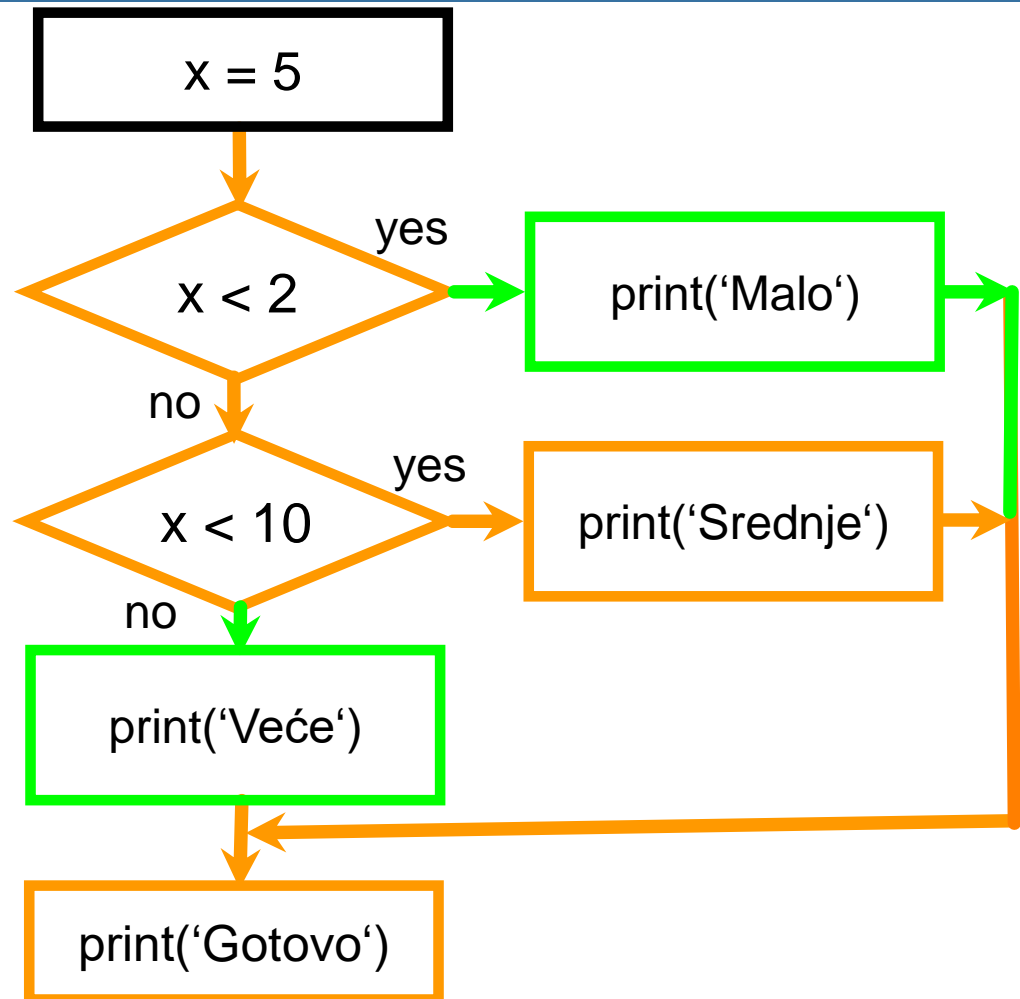 x = 5
yes
x < 2
print(‘Malo‘)
no
yes
x < 10
print(‘Srednje‘)
no
print(‘Veće‘)
print(‘Gotovo‘)